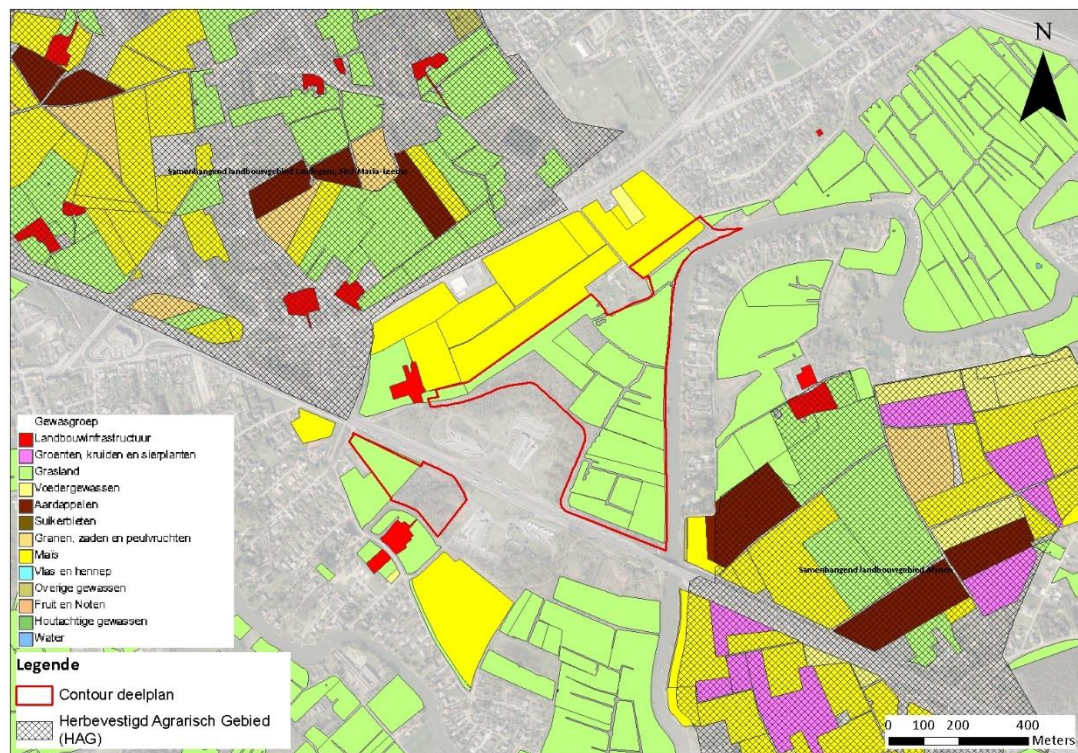 N
Samenhangend landbouwgebied Landegem, Sint-Maria-Leerne
Samenhangend landbouwgebied Afsnee
Gewasgroep
Landbouwinfrastructuur
Groenten, kruiden en sierplanten
Grasland
Voedergewassen
Aardappelen
Suikerbieten
Granen, zaden en peulvruchten
Maïs
Vlas en hennep
Overige gewassen
Fruit en Noten
Houtachtige gewassen
Water
Legende
Contour deelplan
Herbevestigd Agrarisch Gebied
(HAG)
0 100 200 400
Meters